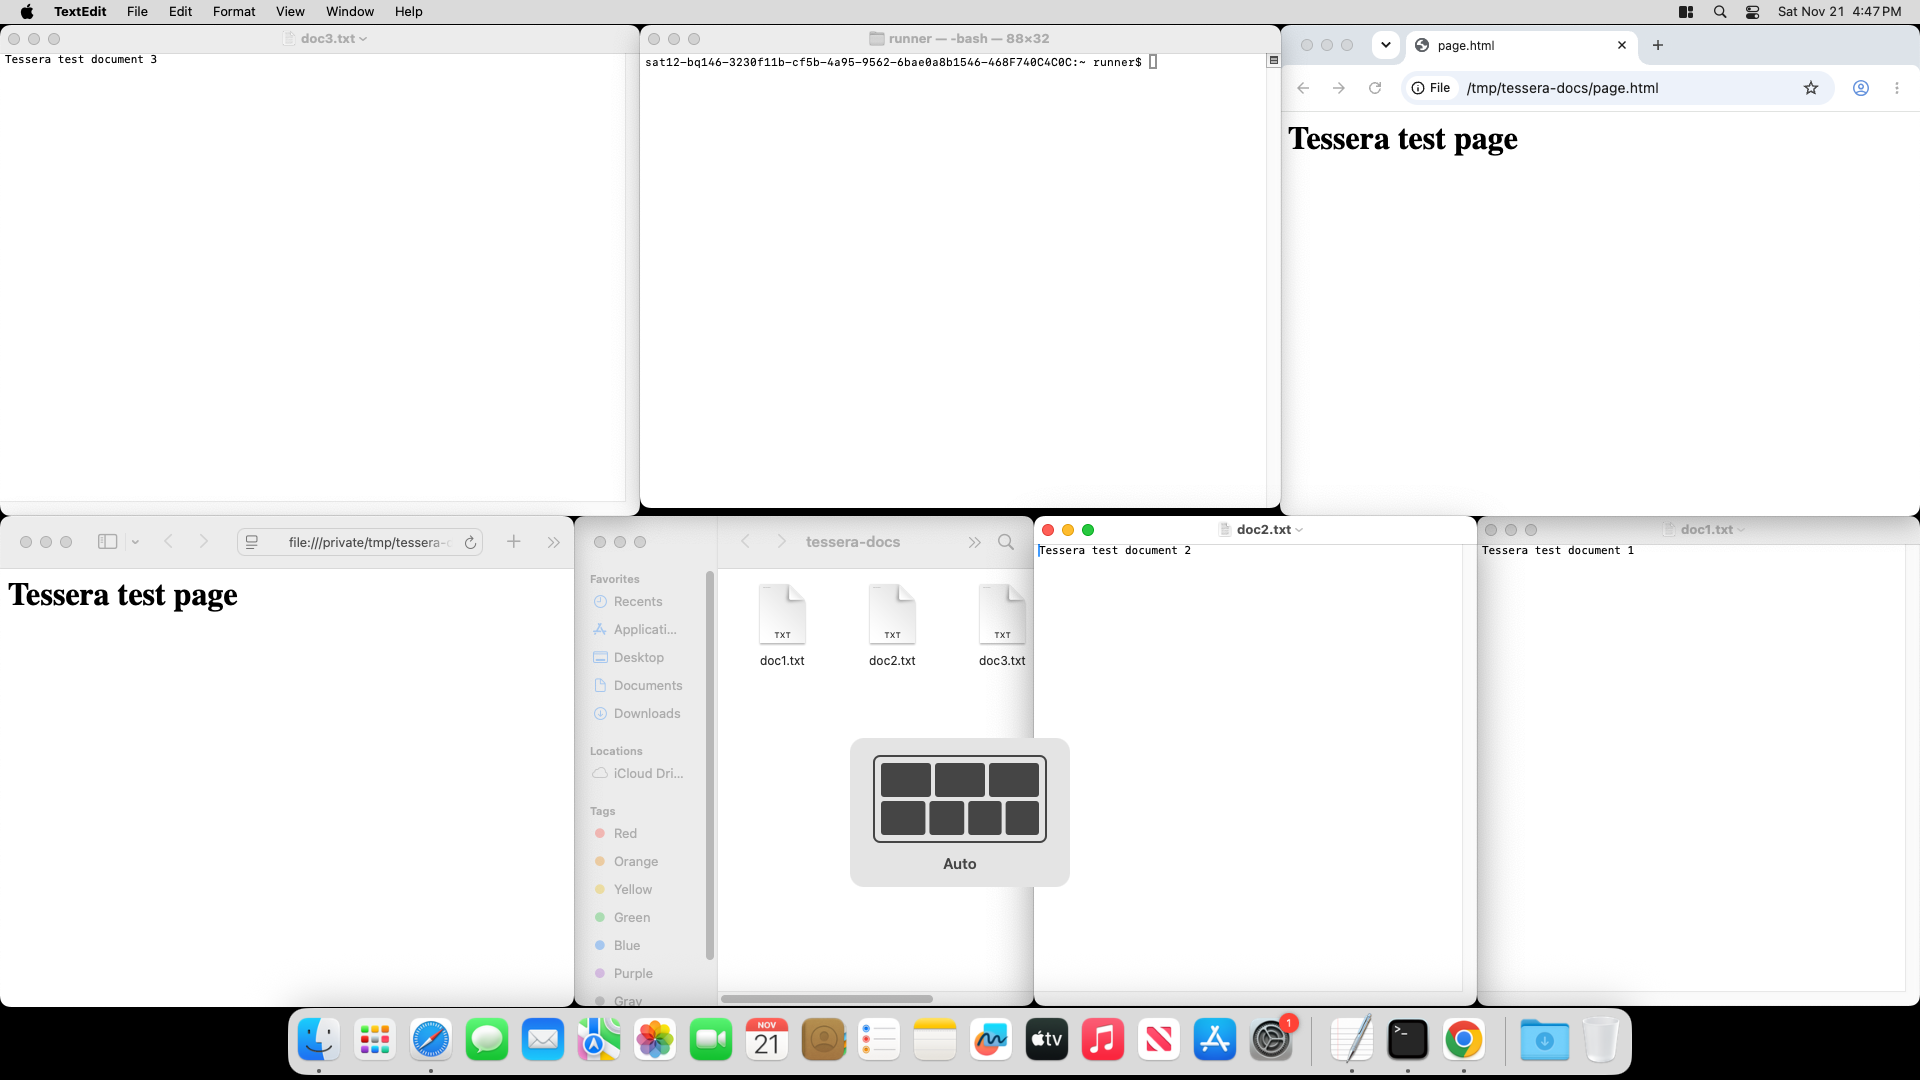 TextEdit File Edit Format View Window Help Sat Nov 21 4:47 PM
doc3.txt
Tessera test document 3
runner — -bash — 88×32
sat12-bq146-3230f11b-cf5b-4a95-9562-6bae0a8b1546-468F740C4C0C:~ runner$
page.html
File /tmp/tessera-docs/page.html
Tessera test page
file:///private/tmp/tessera-
Tessera test page
tessera-docs
Favorites
Recents
Applicati...
Desktop
Documents
Downloads
Locations
iCloud Dri...
Tags
Red
Orange
Yellow
Green
Blue
Purple
Gray
TXT TXT TXT
doc1.txt doc2.txt doc3.txt
doc2.txt
Tessera test document 2
doc1.txt
Tessera test document 1
Auto
NOV
21
tv
1
>_